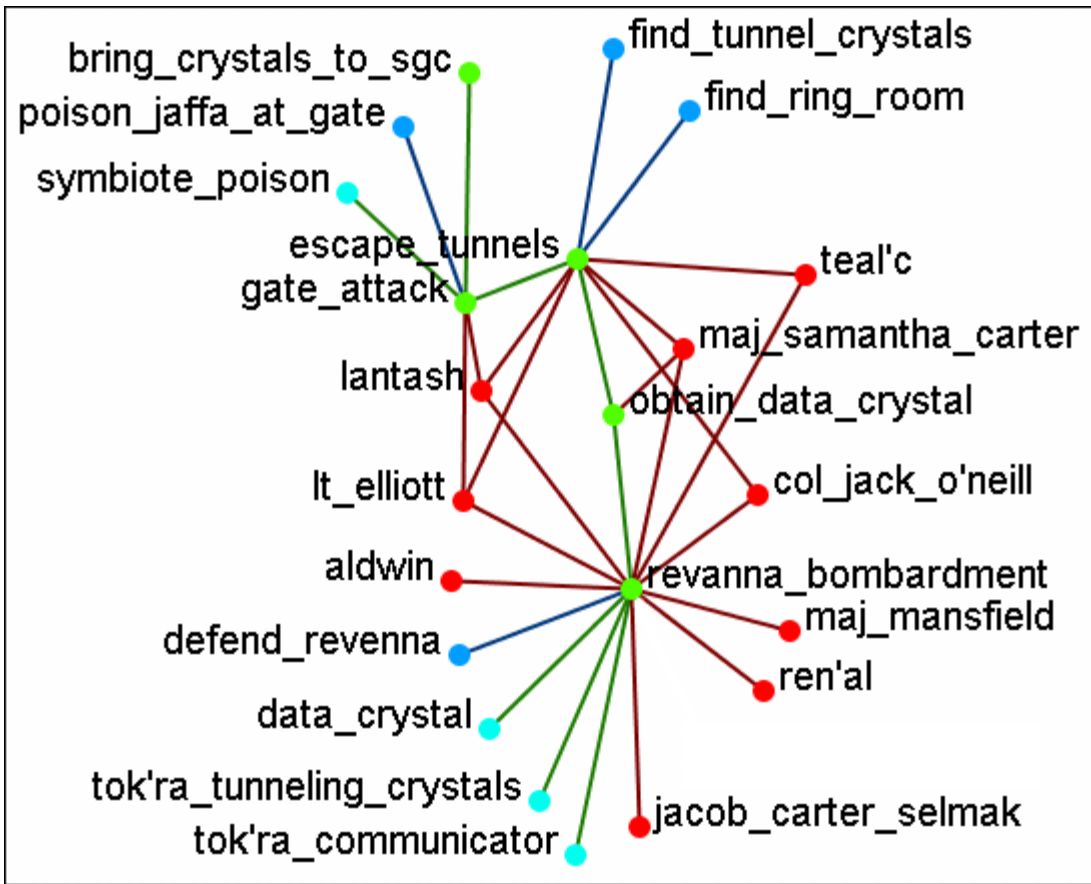 find_tunnel_crystals
bring_crystals_to_sgc
find_ring_room
poison_jaffa_at_gate
symbiote_poison
escape_tunnels
teal'c
gate_attack
maj_samantha_carter
lantash
obtain_data_crystal
col_jack_o'neill
lt_elliott
aldwin
revanna_bombardment
maj_mansfield
defend_revenna
ren'al
data_crystal
tok'ra_tunneling_crystals
jacob_carter_selmak
tok'ra_communicator